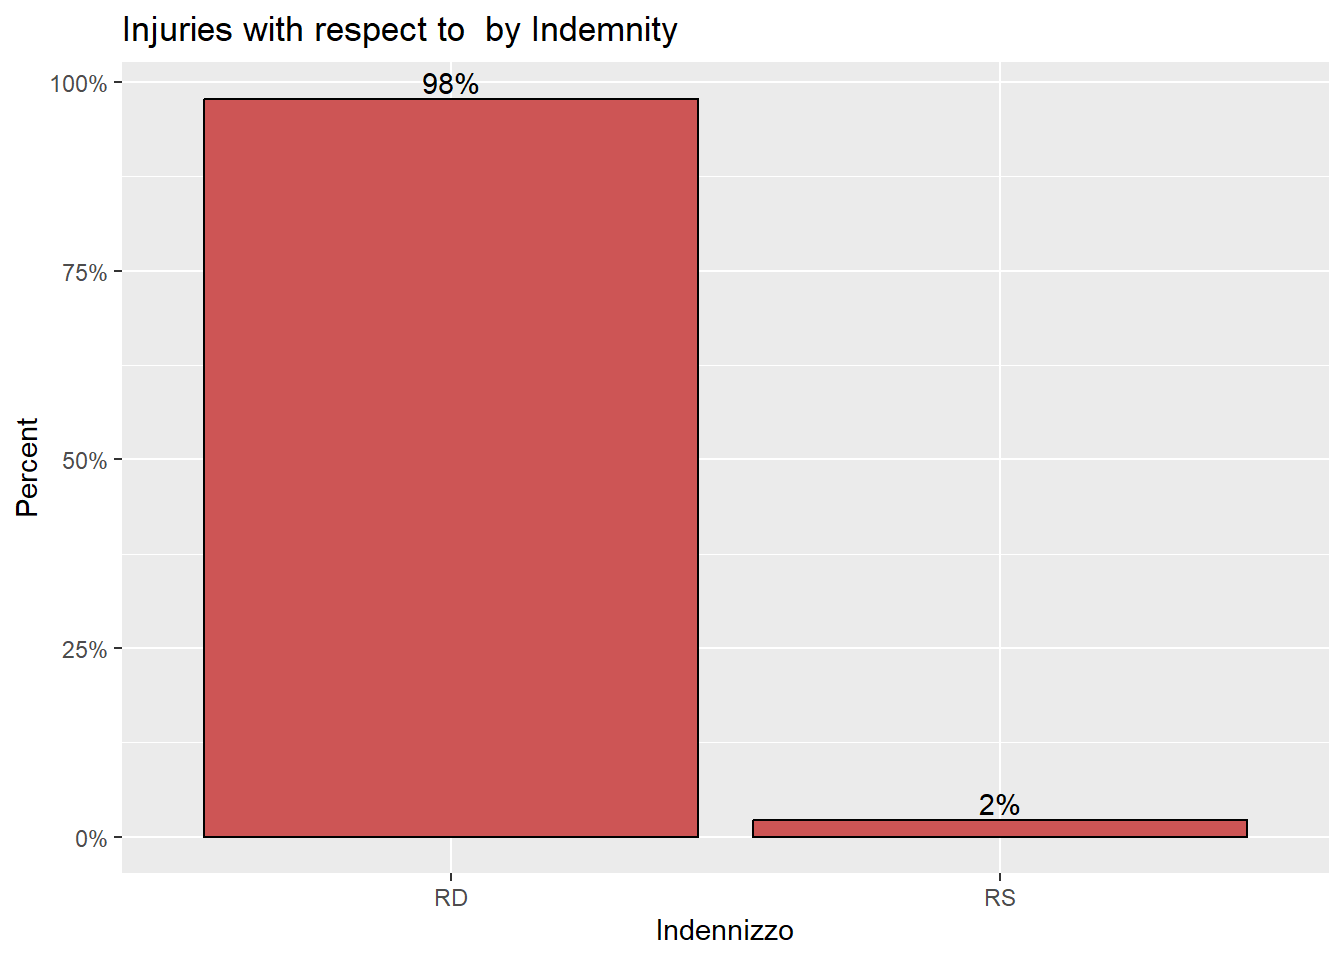 Injuries with respect to  by Indemnity
98%
2%
100%
75%
50%
25%
0%
Percent
RD
RS
Indennizzo